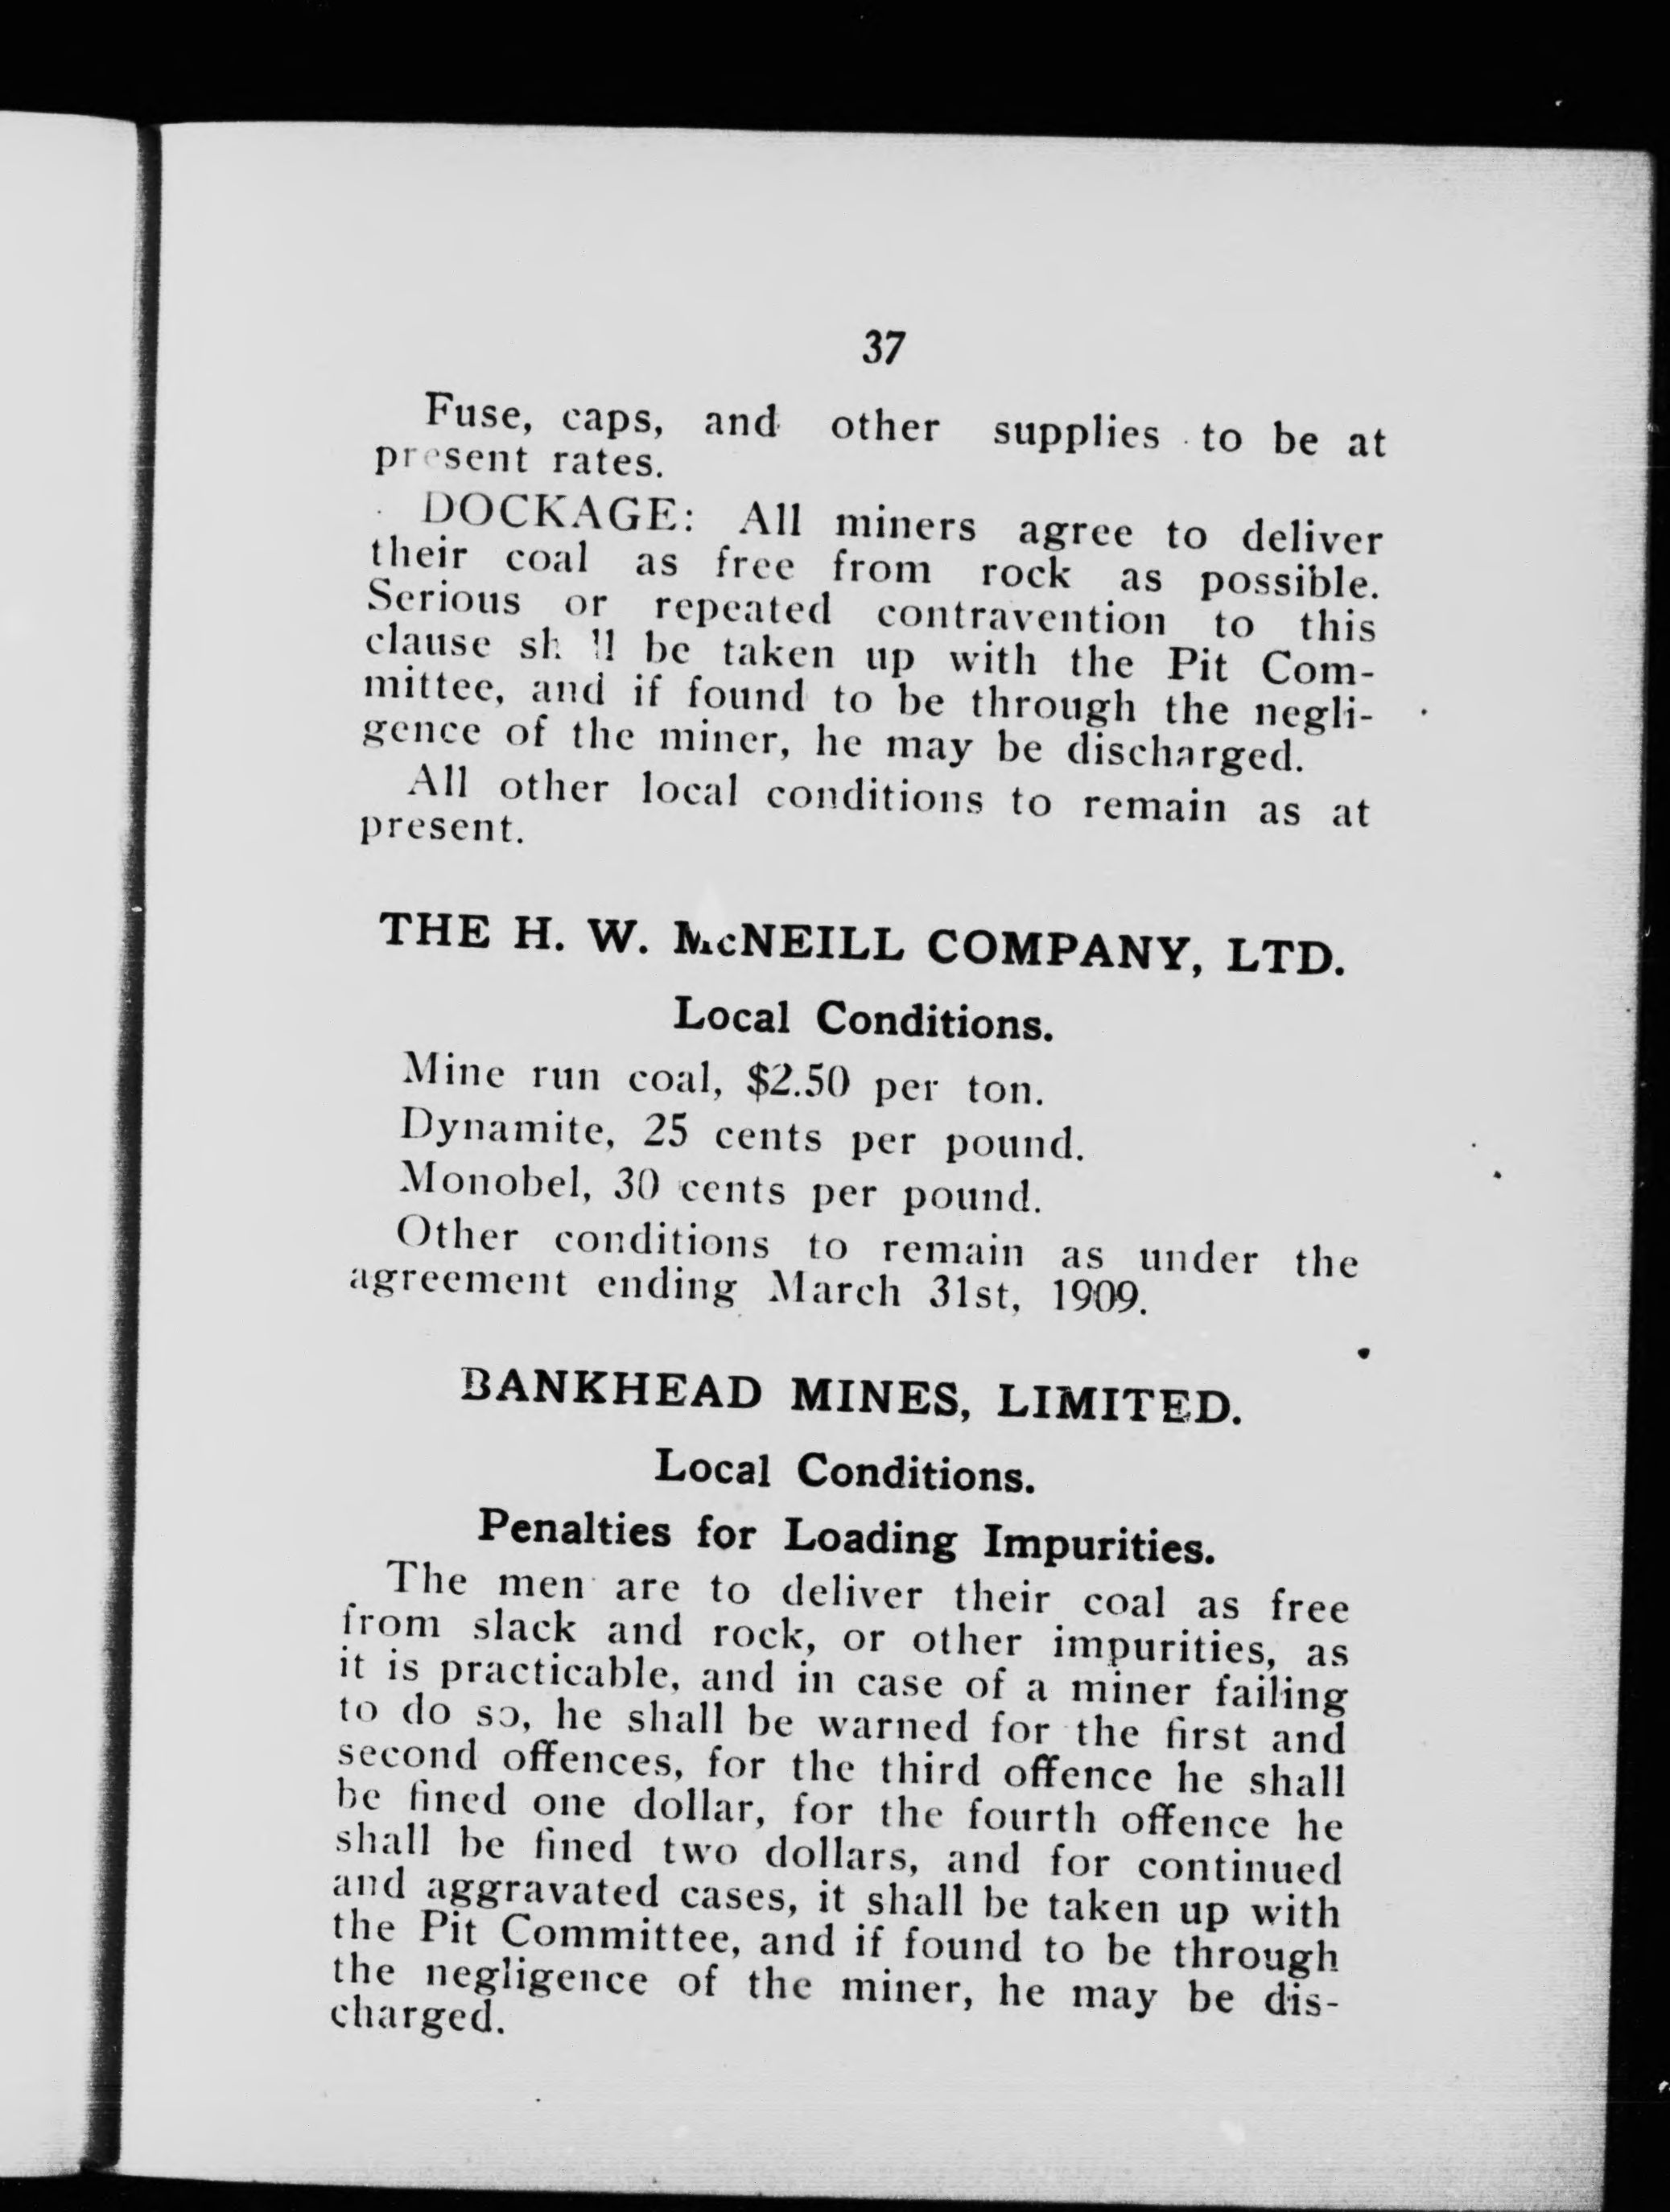 37
Fuse, caps, and other supplies to be at
present rates.
DOCKAGE: All miners agree to deliver
their coal as free from rock as possible.
Serious or repeated contravention to this
clause shall be taken up with the Pit Com-
mittee, and if found to be through the negli-
gence of the miner, he may be discharged.
All other local conditions to remain as at
present.
THE H. W. McNEILL COMPANY, LTD.
Local Conditions.
Mine run coal, $2.50 per ton.
Dynamite, 25 cents per pound.
Monobel, 30 cents per pound.
Other conditions to remain as under the
agreement ending March 31st, 1909.
BANKHEAD MINES, LIMITED.
Local Conditions.
Penalties for Loading Impurities.
The men are to deliver their coal as free
from slack and rock, or other impurities, as
it is practicable, and in case of a miner failing
to do so, he shall be warned for the first and
second offences, for the third offence he shall
be fined one dollar, for the fourth offence he
shall be fined two dollars, and for continued
and aggravated cases, it shall be taken up with
the Pit Committee, and if found to be through
the negligence of the miner, he may be dis-
charged.